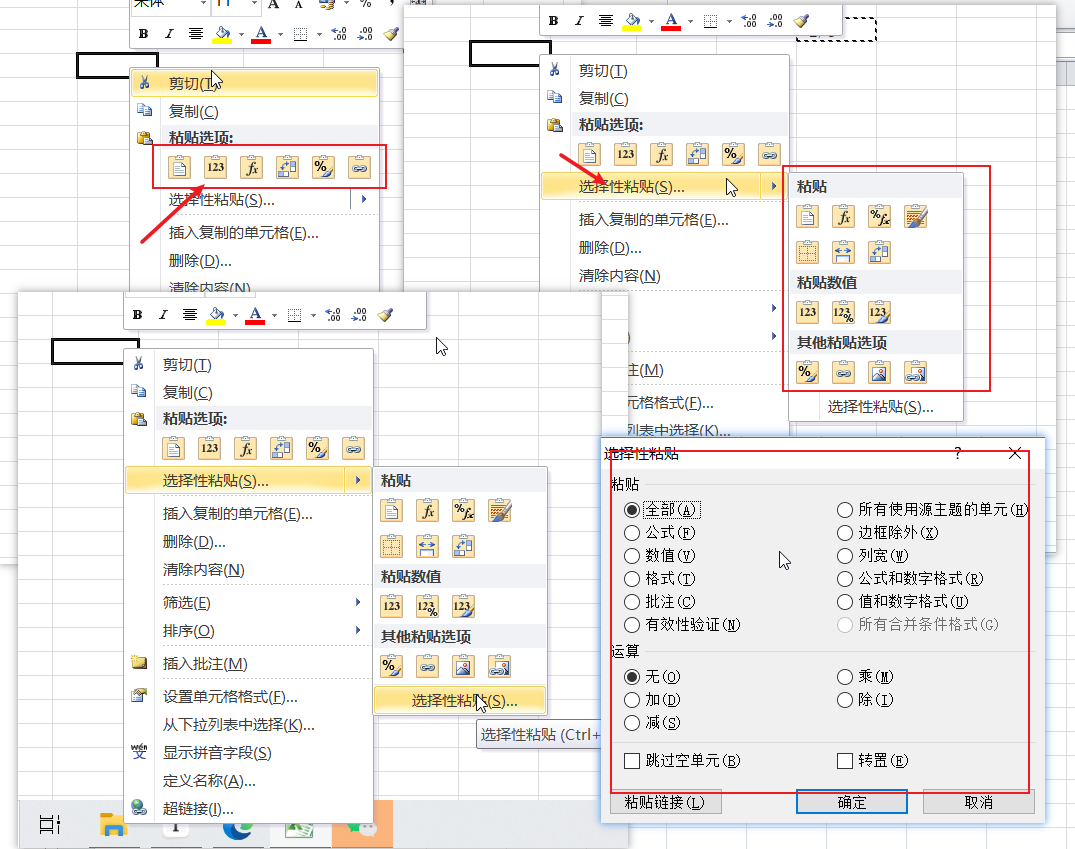 宋体 11 A A % ,
B I A
剪切(T)
复制(C)
粘贴选项:
123 fx %
选择性粘贴(S)...
插入复制的单元格(E)...
删除(D)...
清除内容(N)
B I A
剪切(T)
复制(C)
粘贴选项:
123 fx %
选择性粘贴(S)...
插入复制的单元格(E)...
删除(D)...
清除内容(N)
注(M)
元格格式(F)...
列表中选择(K)...
粘贴
fx %fx
粘贴数值
123 123% 123
其他粘贴选项
%
选择性粘贴(S)...
B I A
剪切(T)
复制(C)
粘贴选项:
123 fx %
选择性粘贴(S)...
插入复制的单元格(E)...
删除(D)...
清除内容(N)
筛选(E)
排序(O)
插入批注(M)
设置单元格格式(F)...
从下拉列表中选择(K)...
wén 文 显示拼音字段(S)
定义名称(A)...
超链接(I)...
粘贴
fx %fx
粘贴数值
123 123% 123
其他粘贴选项
%
选择性粘贴(S)...
选择性粘贴 (Ctrl+
选择性粘贴 ?
粘贴
全部(A) 所有使用源主题的单元(H)
公式(F) 边框除外(X)
数值(V) 列宽(W)
格式(T) 公式和数字格式(R)
批注(C) 值和数字格式(U)
有效性验证(N) 所有合并条件格式(G)
运算
无(O) 乘(M)
加(D) 除(I)
减(S)
跳过空单元(B) 转置(E)
粘贴链接(L) 确定 取消